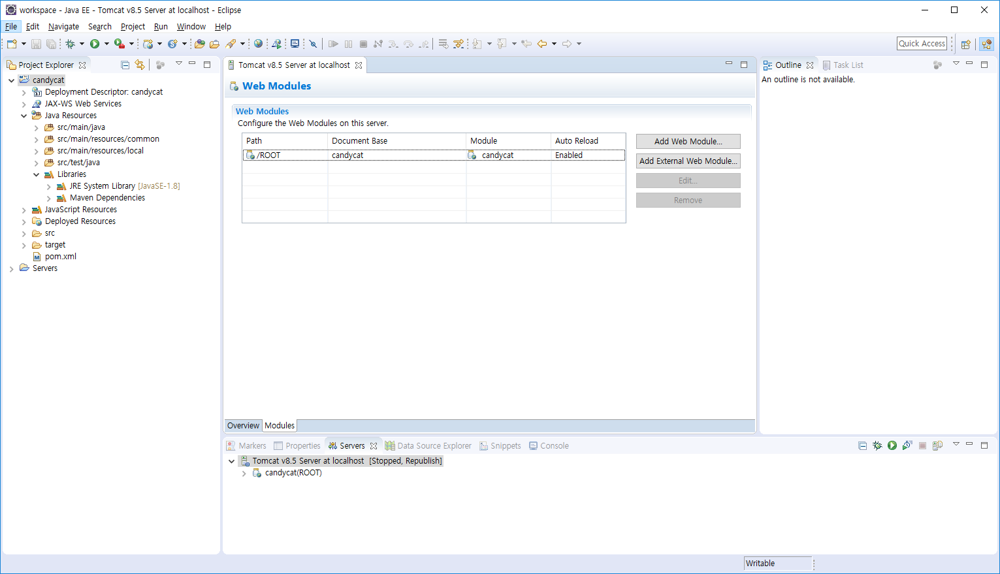 workspace - Java EE - Tomcat v8.5 Server at localhost - Eclipse
File Edit Navigate Search Project Run Window Help
Quick Access
Project Explorer
candycat
Deployment Descriptor: candycat
JAX-WS Web Services
Java Resources
src/main/java
src/main/resources/common
src/main/resources/local
src/test/java
Libraries
JRE System Library [JavaSE-1.8]
Maven Dependencies
JavaScript Resources
Deployed Resources
src
target
pom.xml
Servers
Tomcat v8.5 Server at localhost
Web Modules
Web Modules
Configure the Web Modules on this server.
Path Document Base Module Auto Reload
/ROOT candycat candycat Enabled
Add Web Module...
Add External Web Module...
Edit...
Remove
Overview Modules
Outline Task List
An outline is not available.
Markers Properties Servers Data Source Explorer Snippets Console
Tomcat v8.5 Server at localhost [Stopped, Republish]
candycat(ROOT)
Writable